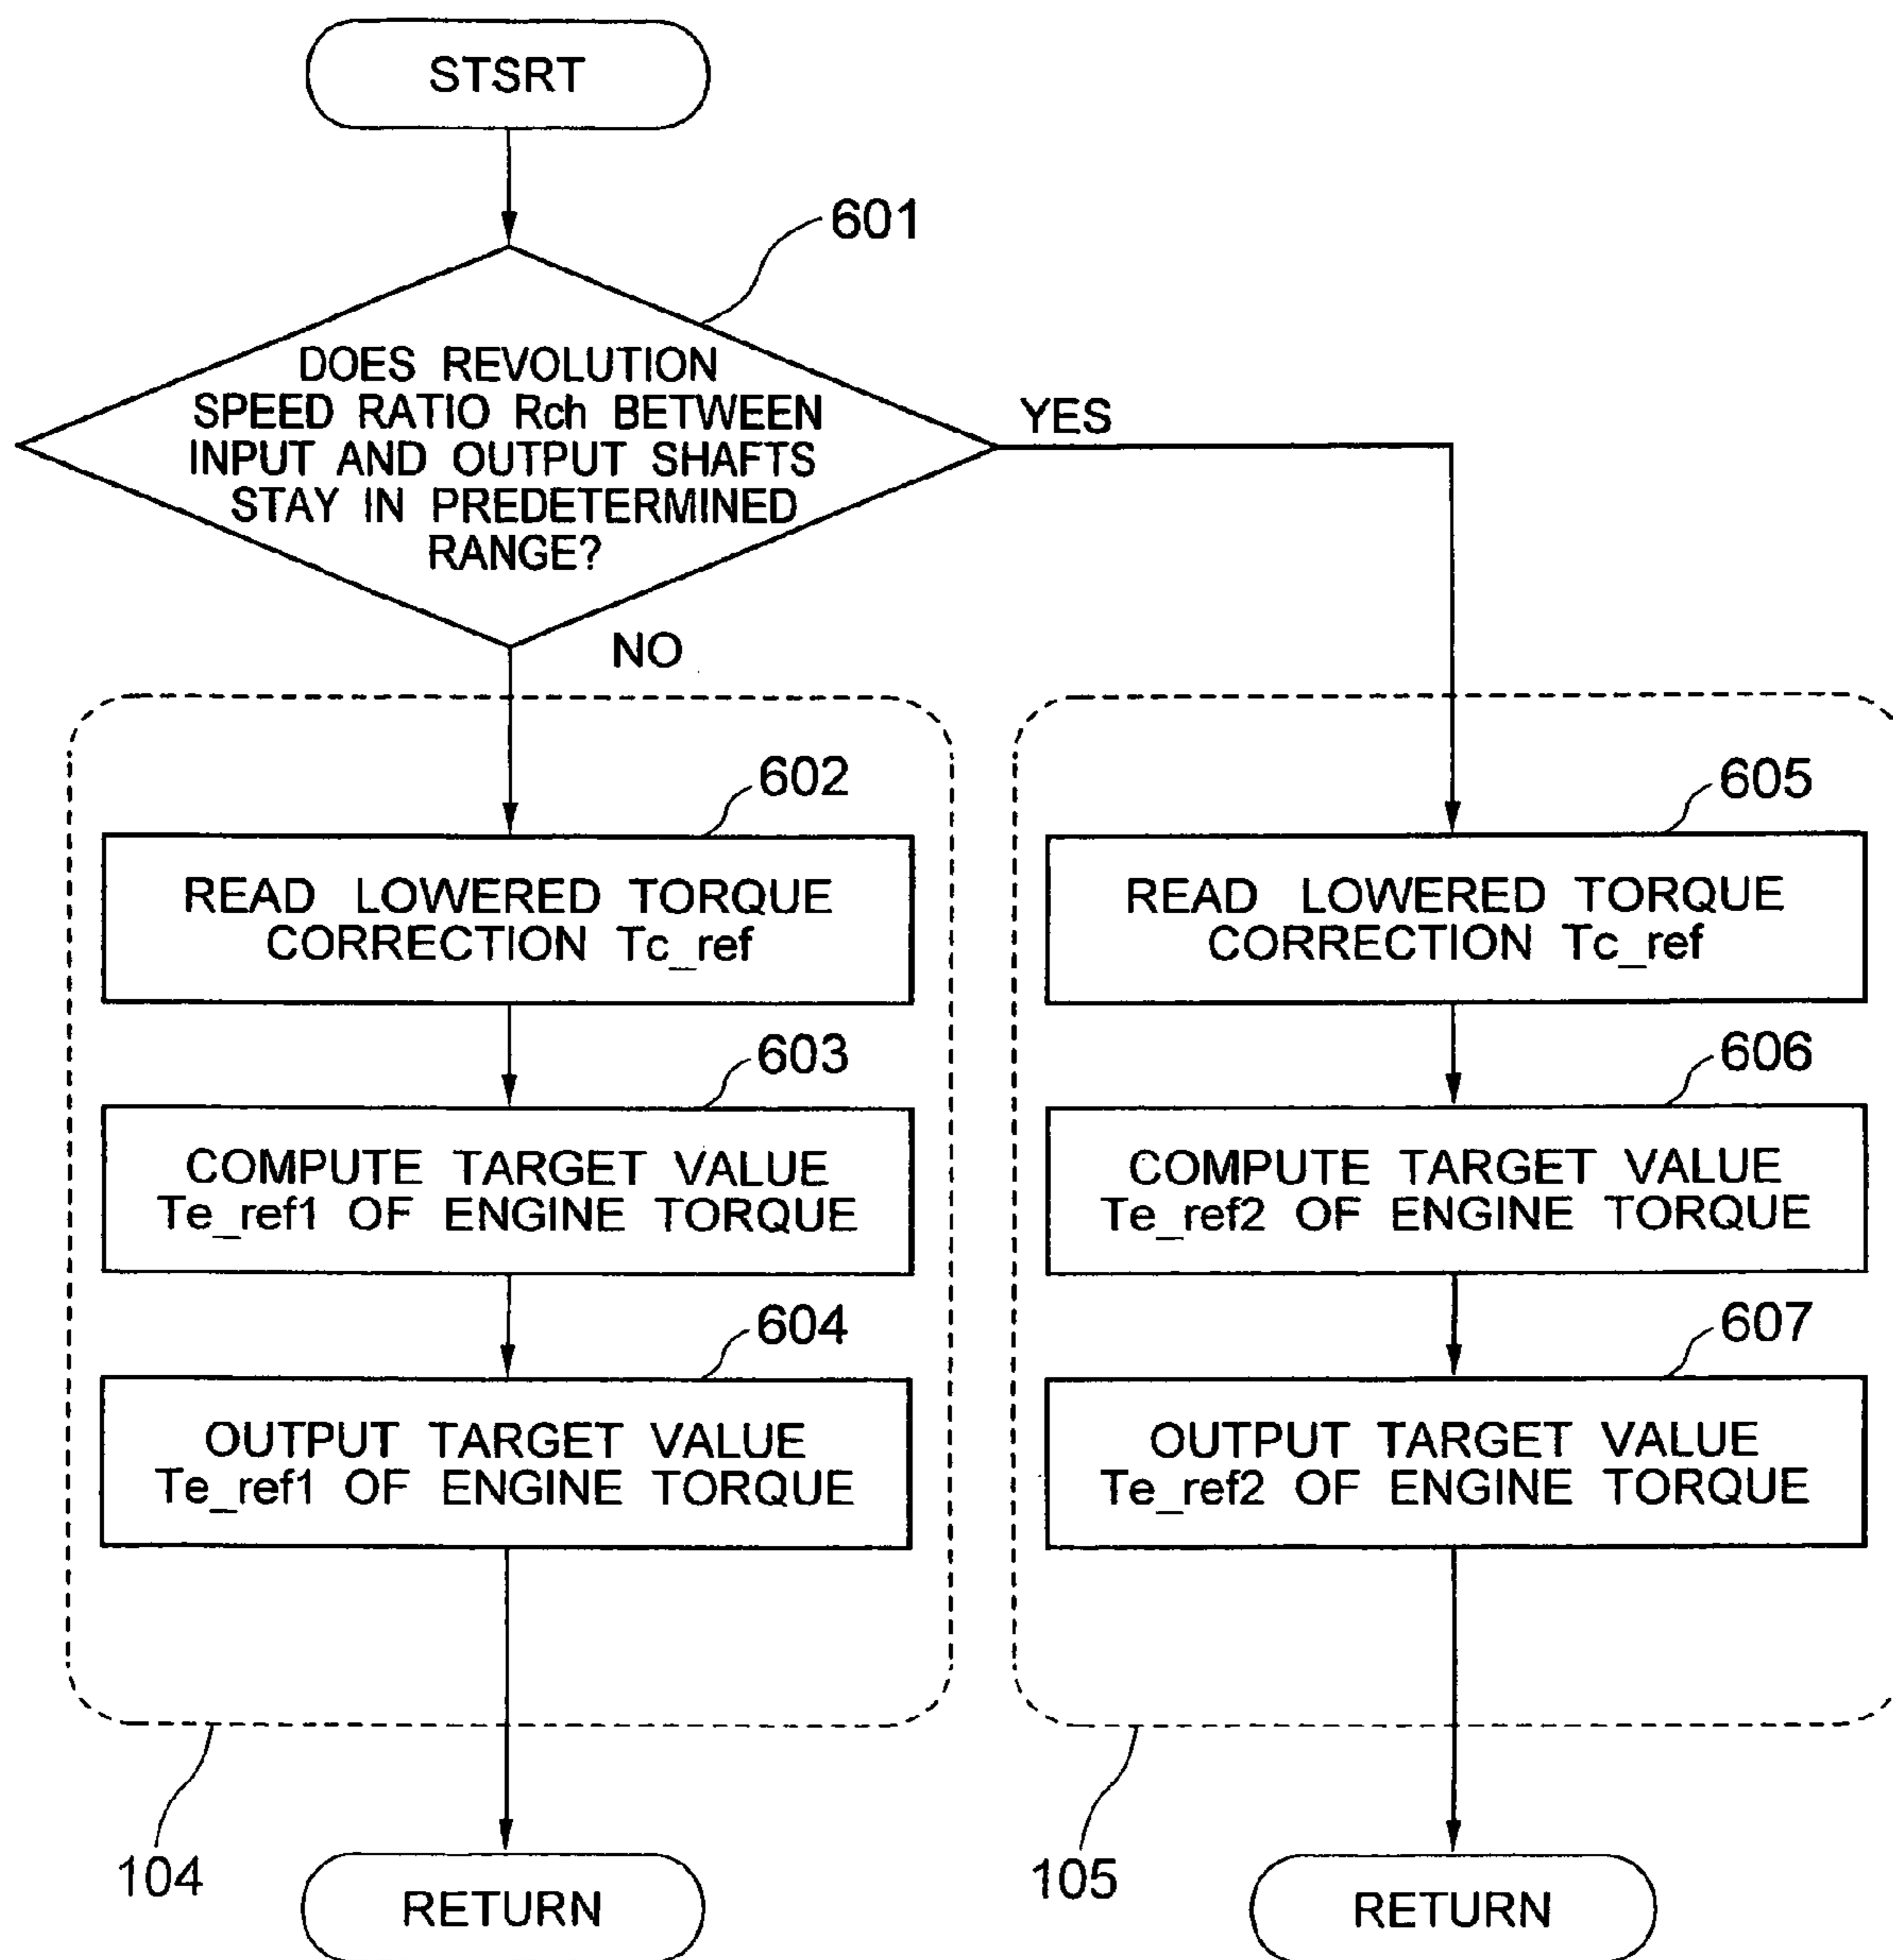 STSRT
601
DOES REVOLUTION
SPEED RATIO Rch BETWEEN
INPUT AND OUTPUT SHAFTS
STAY IN PREDETERMINED
RANGE?
YES
NO
602
READ LOWERED TORQUE
CORRECTION Tc_ref
603
COMPUTE TARGET VALUE
Te_ref1 OF ENGINE TORQUE
604
OUTPUT TARGET VALUE
Te_ref1 OF ENGINE TORQUE
104
RETURN
605
READ LOWERED TORQUE
CORRECTION Tc_ref
606
COMPUTE TARGET VALUE
Te_ref2 OF ENGINE TORQUE
607
OUTPUT TARGET VALUE
Te_ref2 OF ENGINE TORQUE
105
RETURN